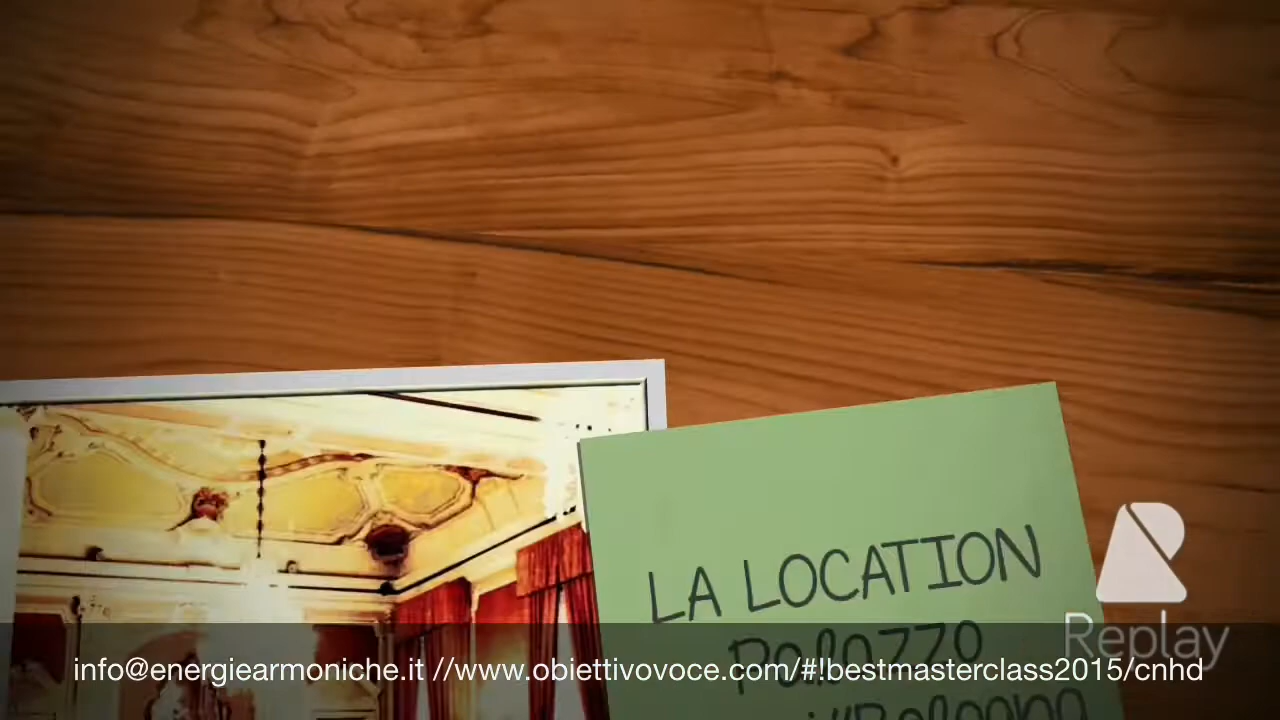 LA LOCATION
Palazzo
Replay
info@energiearmoniche.it //www.obiettivovoce.com/#!bestmasterclass2015/cnhd